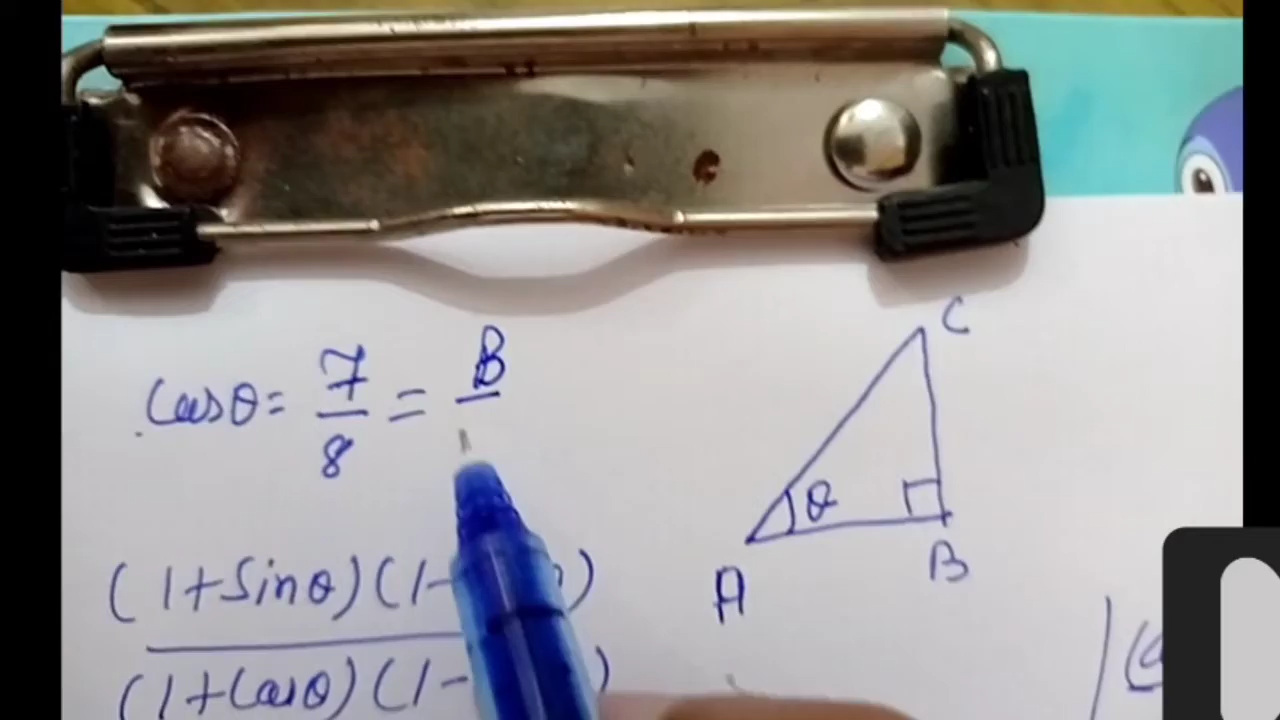 Cosθ = 7/8 = B
C
θ
A
B
(1+Sinθ)(1-
)
(1+Cosθ)(1-
)